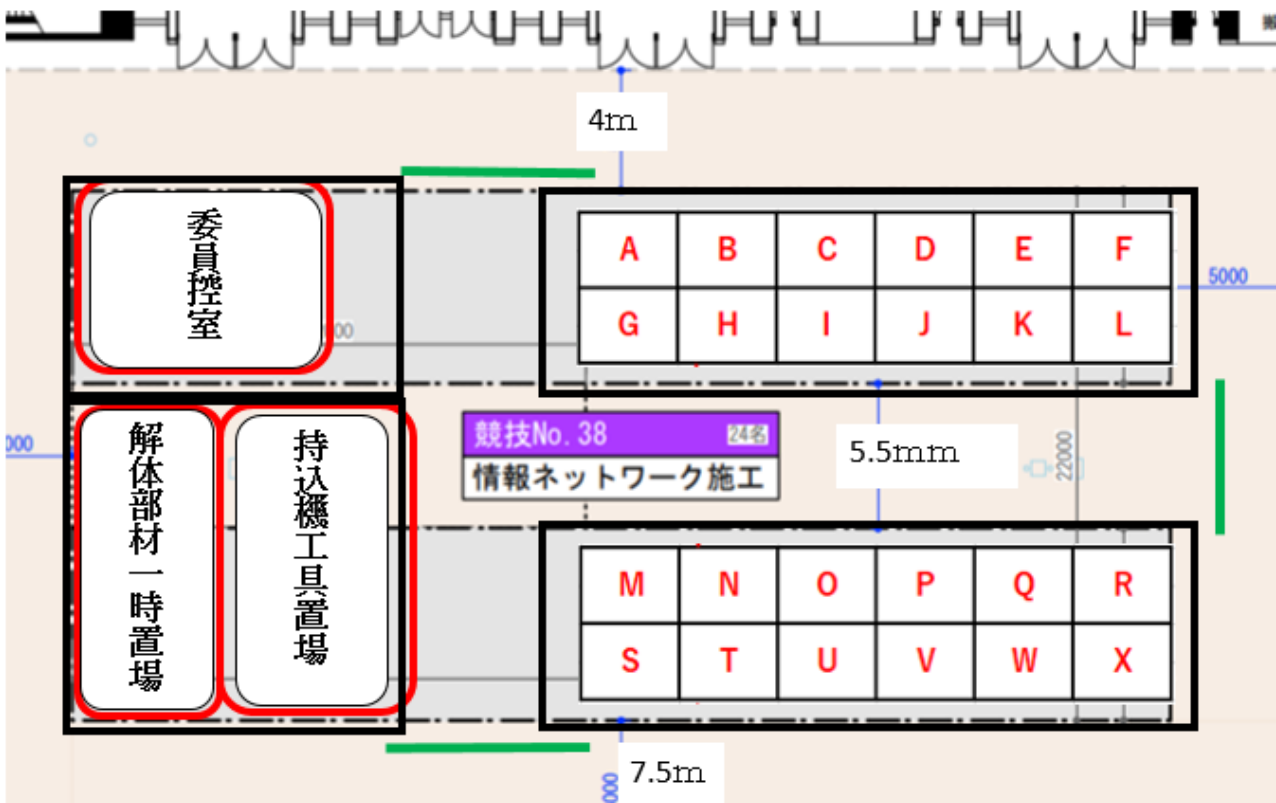 4m
委員控室
A B C D E F
5000
G H I J K L
解体部材一時置場
持込機工具置場
競技No.38 24名
情報ネットワーク施工
5.5mm
22000
000
M N O P Q R
S T U V W X
7.5m